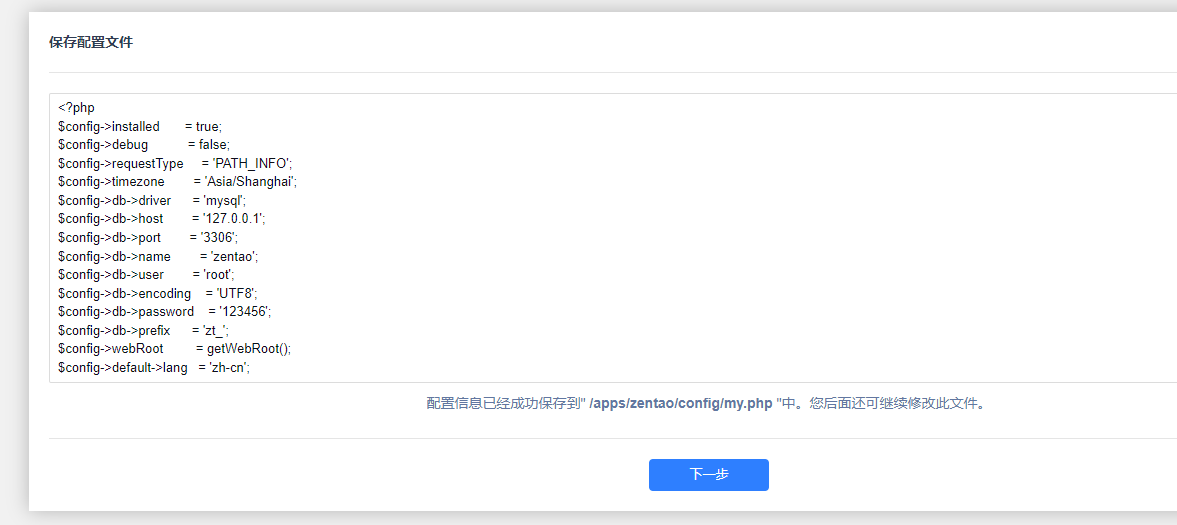 保存配置文件
<?php
$config->installed       = true;
$config->debug           = false;
$config->requestType     = 'PATH_INFO';
$config->timezone        = 'Asia/Shanghai';
$config->db->driver      = 'mysql';
$config->db->host        = '127.0.0.1';
$config->db->port        = '3306';
$config->db->name        = 'zentao';
$config->db->user        = 'root';
$config->db->encoding    = 'UTF8';
$config->db->password    = '123456';
$config->db->prefix      = 'zt_';
$config->webRoot         = getWebRoot();
$config->default->lang   = 'zh-cn';
配置信息已经成功保存到" /apps/zentao/config/my.php "中。您后面还可继续修改此文件。
下一步